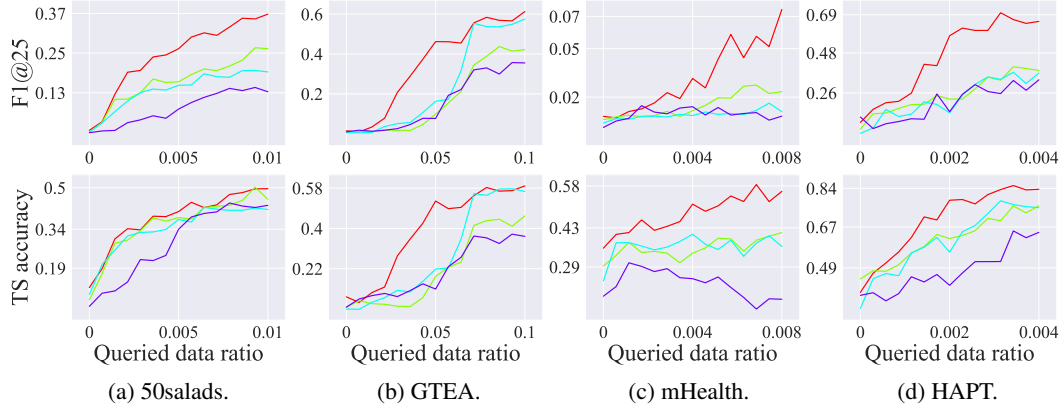 F1@25
0.37
0.25
0.13
0 0.005 0.01
0.6
0.4
0.2
0 0.05 0.1
0.07
0.05
0.02
0 0.004 0.008
0.69
0.48
0.26
0 0.002 0.004
TS accuracy
0.5
0.34
0.19
0 0.005 0.01
0.58
0.4
0.22
0 0.05 0.1
0.58
0.43
0.29
0 0.004 0.008
0.84
0.67
0.49
0 0.002 0.004
Queried data ratio Queried data ratio Queried data ratio Queried data ratio
(a) 50salads. (b) GTEA. (c) mHealth. (d) HAPT.